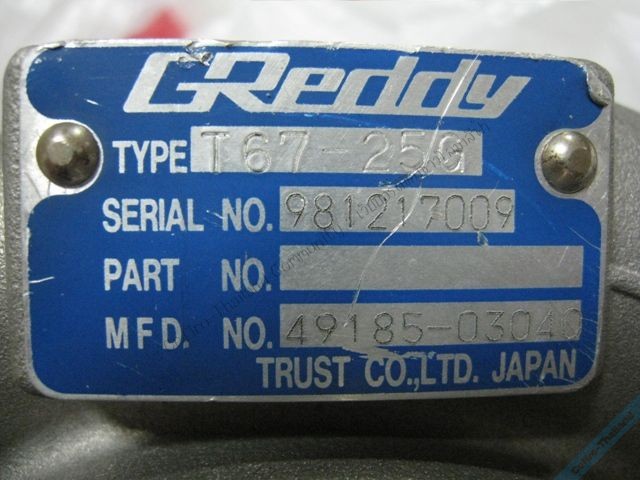 GReddy
TYPE T67-25G
SERIAL NO. 981217009
PART NO.
MFD. NO. 49185-03040
TRUST CO.,LTD. JAPAN